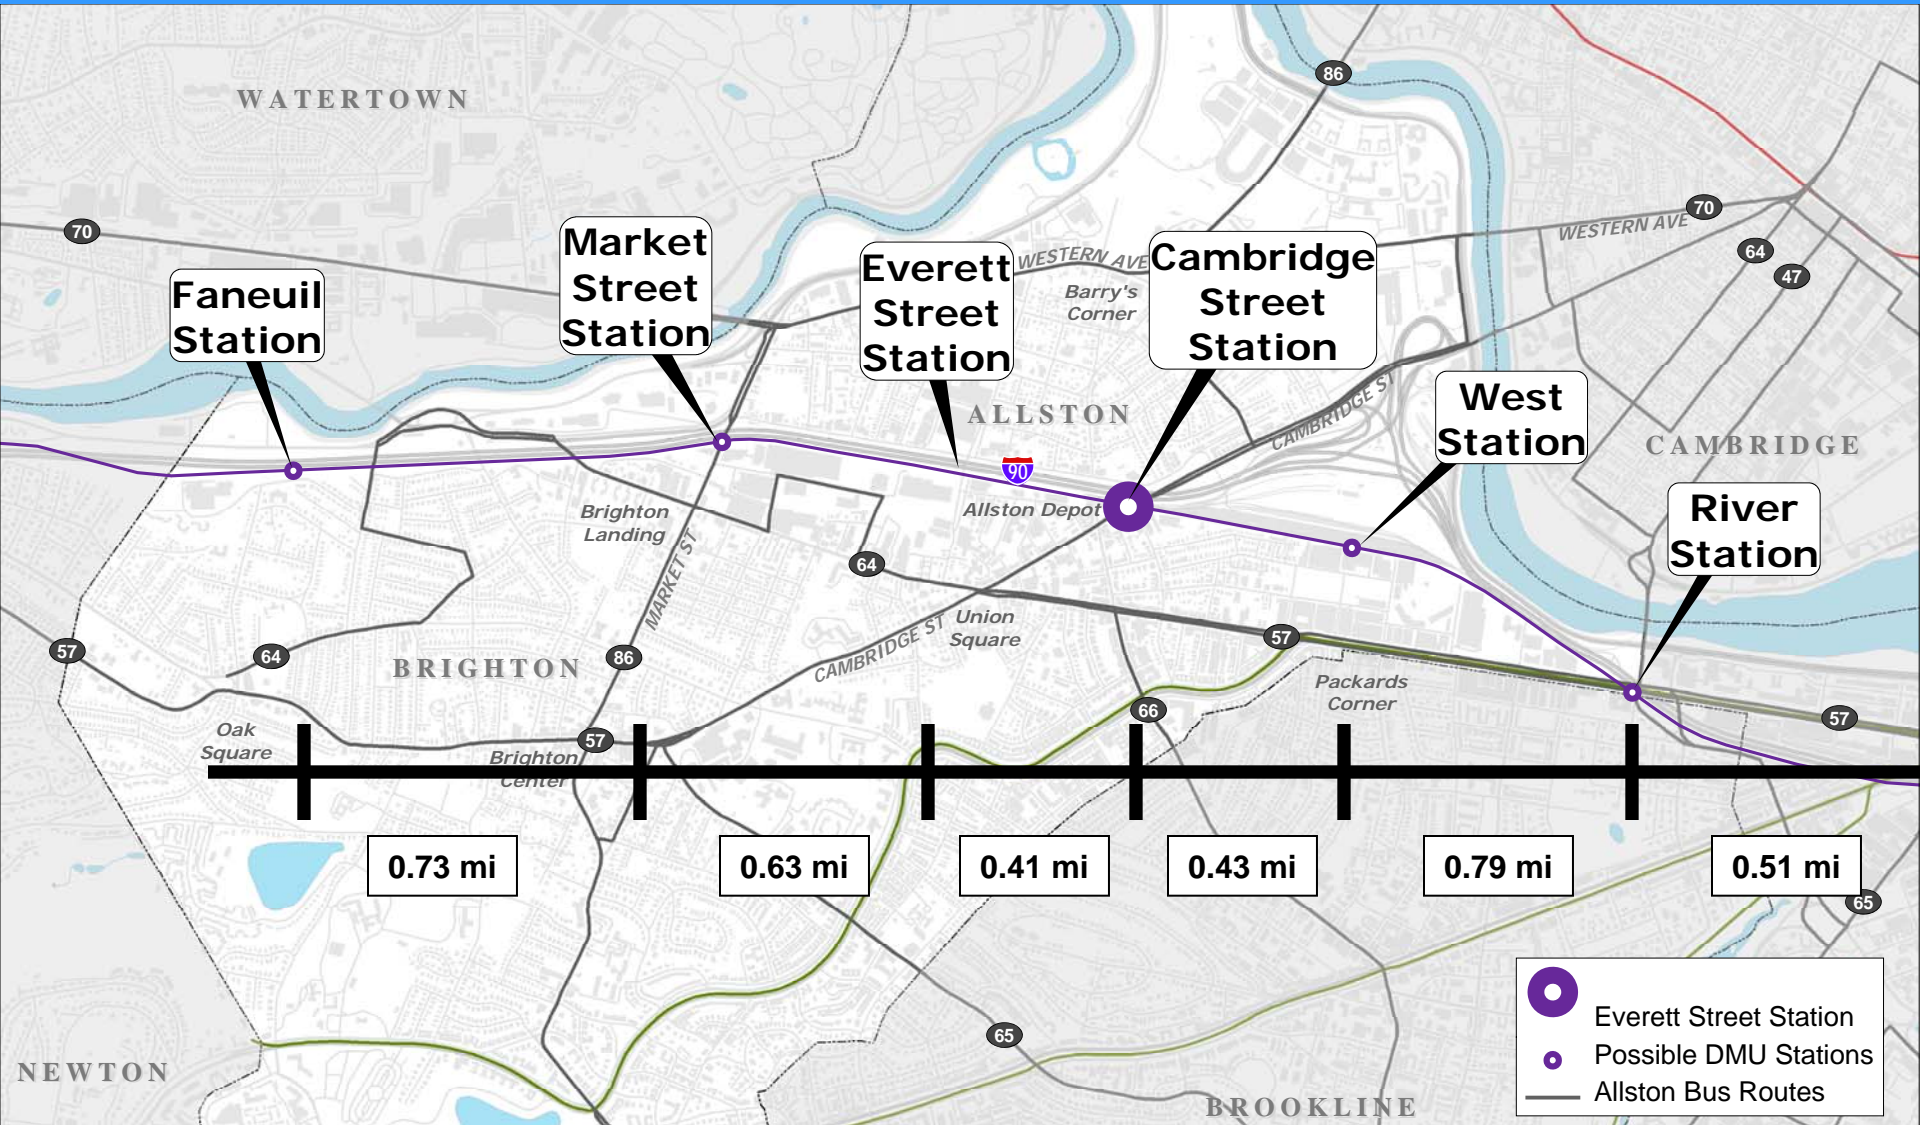 WATERTOWN
86
70
70
WESTERN AVE
64
47
Faneuil
Station
Market
Street
Station
Everett
Street
Station
WESTERN AVE
Barry's
Corner
Cambridge
Street
Station
CAMBRIDGE ST
West
Station
ALLSTON
CAMBRIDGE
90
Allston Depot
River
Station
Brighton
Landing
MARKET ST
64
Union
Square
CAMBRIDGE ST
57
57
64
BRIGHTON
86
Packards
Corner
66
57
Oak
Square
57
Brighton
Center
0.73 mi
0.63 mi
0.41 mi
0.43 mi
0.79 mi
0.51 mi
65
65
NEWTON
BROOKLINE
Everett Street Station
Possible DMU Stations
Allston Bus Routes